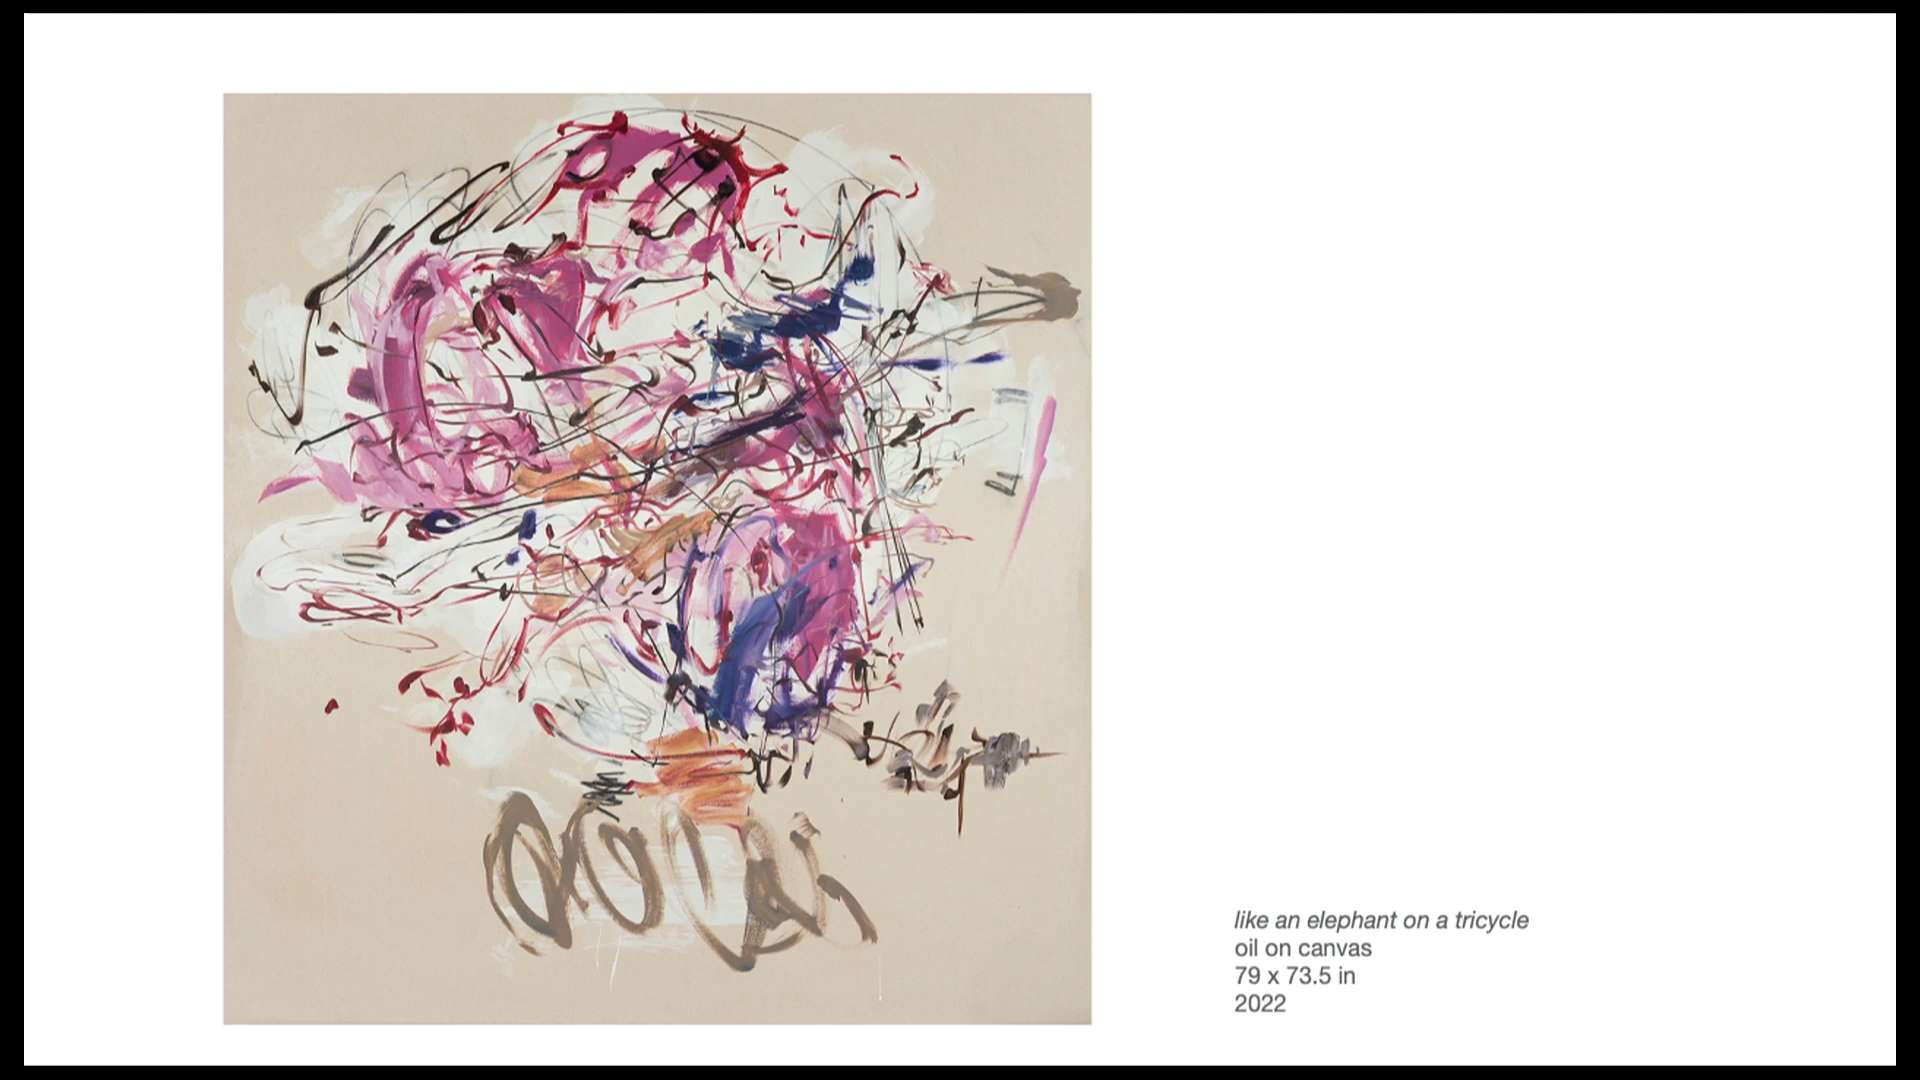 like an elephant on a tricycle
oil on canvas
79 x 73.5 in
2022